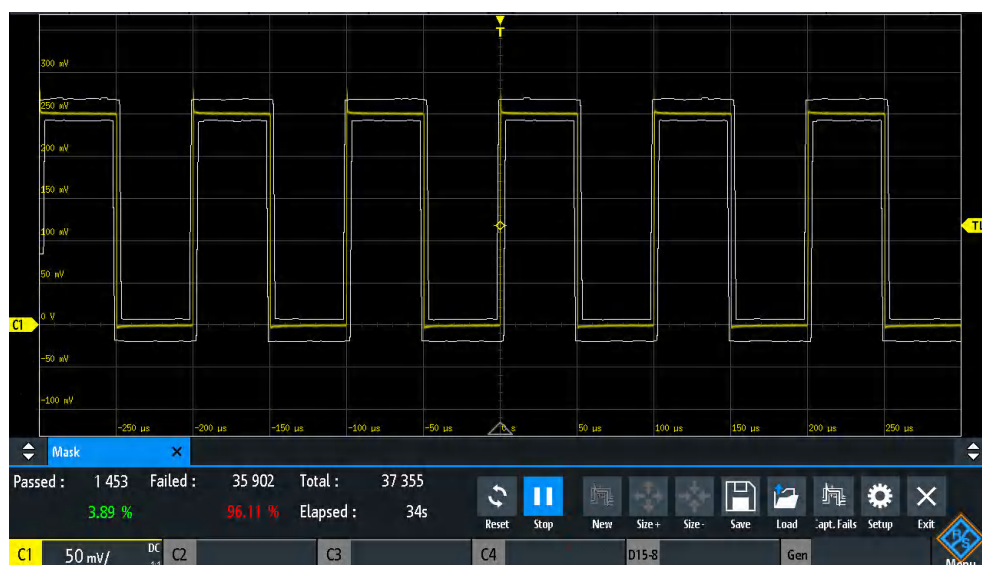 T
300 mV
250 mV
200 mV
150 mV
100 mV
TL
50 mV
0 V
C1
-50 mV
-100 mV
-250 µs -200 µs -150 µs -100 µs -50 µs 0 s 50 µs 100 µs 150 µs 200 µs 250 µs
Mask
Passed : 1 453 Failed : 35 902 Total : 37 355
3.89 % 96.11 % Elapsed : 34s
Reset Stop New Size+ Size- Save Load apt. Fails Setup Exit
C1 50 mV/ DC 1:1 C2 C3 C4 D15-8 Gen Menu
R/S